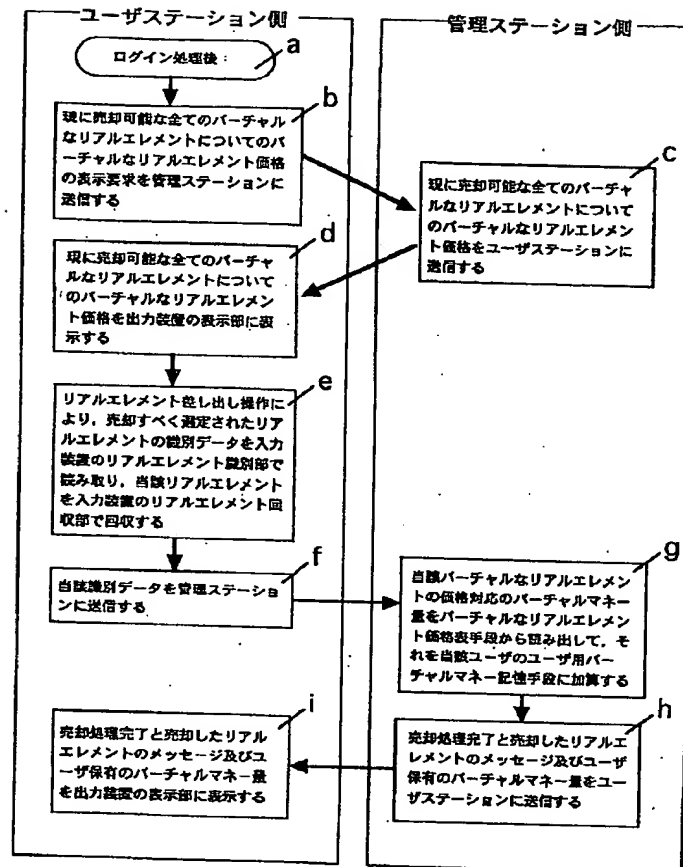 ユーザステーション側
管理ステーション側
ログイン処理後：
a
現に売却可能な全てのバーチャル
なリアルエレメントについてのバ
ーチャルなリアルエレメント価格
の表示要求を管理ステーションに
送信する
b
現に売却可能な全てのバーチャ
ルなリアルエレメントについて
のバーチャルなリアルエレメン
ト価格をユーザステーションに
送信する
c
現に売却可能な全てのバーチャ
ルなリアルエレメントについて
のバーチャルなリアルエレメン
ト価格を出力装置の表示部に表
示する
d
リアルエレメント差し出し操作に
より，売却すべく選定されたリア
ルエレメントの識別データを入力
装置のリアルエレメント識別部で
読み取り，当該リアルエレメント
を入力装置のリアルエレメント回
収部で回収する
e
当該識別データを管理ステーショ
ンに送信する
f
当該バーチャルなリアルエレメン
トの価格対応のバーチャルマネー
量をバーチャルなリアルエレメント
価格表手段から読み出して，そ
れを当該ユーザのユーザ用バー
チャルマネー記憶手段に加算する
g
売却処理完了と売却したリアルエ
レメントのメッセージ及びユーザ
保有のバーチャルマネー量をユー
ザステーションに送信する
h
売却処理完了と売却したリアル
エレメントのメッセージ及びユー
ザ保有のバーチャルマネー量
を出力装置の表示部に表示する
i